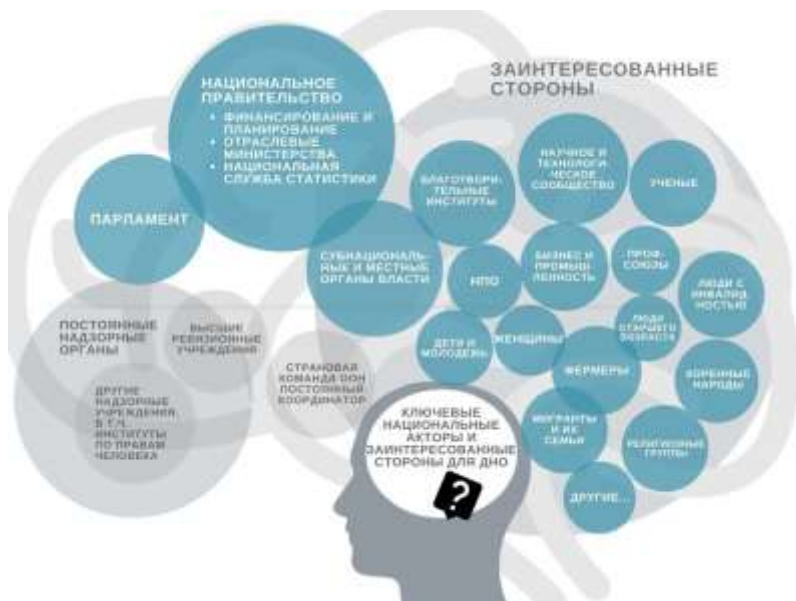 ЗАИНТЕРЕСОВАННЫЕ
СТОРОНЫ
НАЦИОНАЛЬНОЕ
ПРАВИТЕЛЬСТВО
• ФИНАНСИРОВАНИЕ И
ПЛАНИРОВАНИЕ
• ОТРАСЛЕВЫЕ
МИНИСТЕРСТВА
• НАЦИОНАЛЬНАЯ
СЛУЖБА СТАТИСТИКИ
ПАРЛАМЕНТ
СУБНАЦИОНАЛЬ-
НЫЕ И МЕСТНЫЕ
ОРГАНЫ ВЛАСТИ
БЛАГОТВОРИ-
ТЕЛЬНЫЕ
ИНСТИТУТЫ
НАУЧНОЕ И
ТЕХНОЛОГИ-
ЧЕСКОЕ
СООБЩЕСТВО
УЧЕНЫЕ
НПО
БИЗНЕС И
ПРОМЫШ-
ЛЕННОСТЬ
ПРОФ-
СОЮЗЫ
ЛЮДИ С
ИНВАЛИД-
НОСТЬЮ
ДЕТИ И
МОЛОДЕЖЬ
ЖЕНЩИНЫ
ЛЮДИ
СТАРШЕГО
ВОЗРАСТА
ФЕРМЕРЫ
КОРЕННЫЕ
НАРОДЫ
МИГРАНТЫ
И ИХ
СЕМЬИ
РЕЛИГИОЗНЫЕ
ГРУППЫ
ДРУГИЕ...
ПОСТОЯННЫЕ
НАДЗОРНЫЕ
ОРГАНЫ
ВЫСШИЕ
РЕВИЗИОННЫЕ
УЧРЕЖДЕНИЯ
ДРУГИЕ
НАДЗОРНЫЕ
УЧРЕЖДЕНИЯ,
В Т.Ч.
ИНСТИТУТЫ
ПО ПРАВАМ
ЧЕЛОВЕКА
СТРАНОВАЯ
КОМАНДА ООН
ПОСТОЯННЫЙ
КООРДИНАТОР
КЛЮЧЕВЫЕ
НАЦИОНАЛЬНЫЕ
АКТОРЫ И
ЗАИНТЕРЕСОВАННЫЕ
СТОРОНЫ ДЛЯ ДНО
?